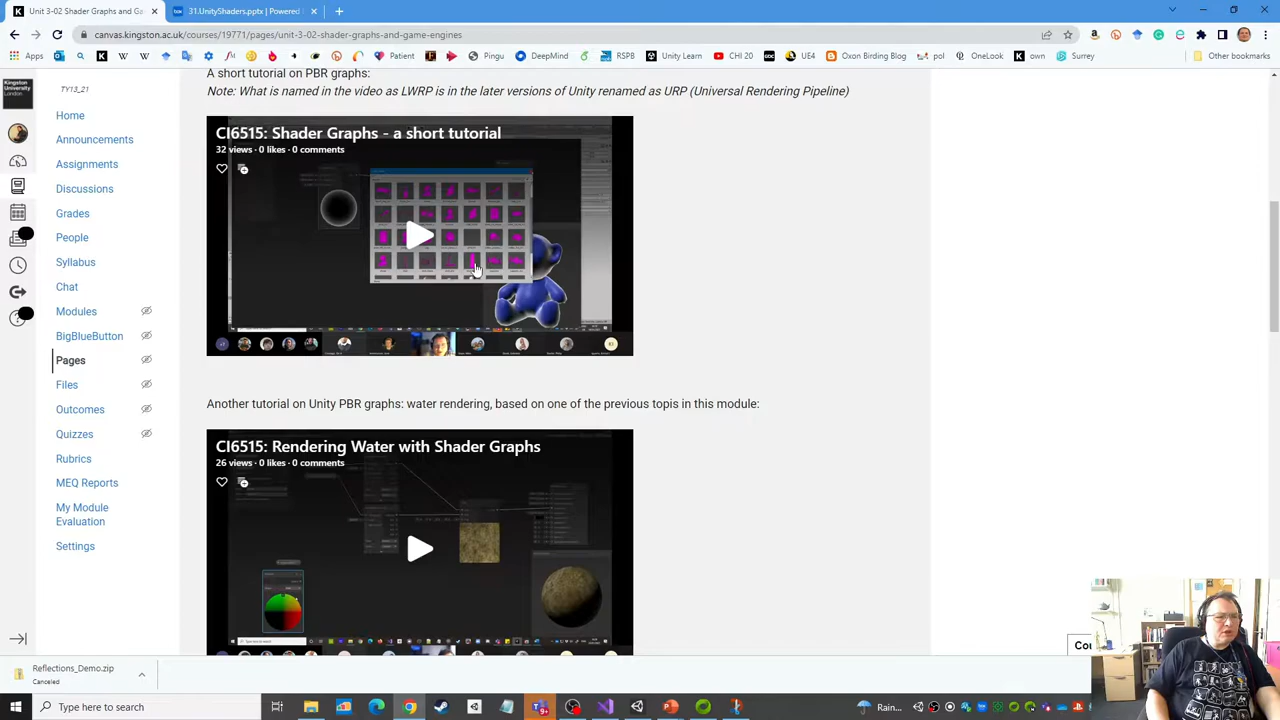 Unit 3-02 Shader Graphs and Ga
31.UnityShaders.pptx | Powered
canvas.kingston.ac.uk/courses/19771/pages/unit-3-02-shader-graphs-and-game-engines
Apps
Patient
Pingu
DeepMind
RSPB
Unity Learn
CHI 20
UE4
Oxon Birding Blog
pol
OneLook
own
Surrey
Other bookmarks
Kingston University London
TY13_21
Home
Announcements
Assignments
Discussions
Grades
People
Syllabus
Chat
Modules
BigBlueButton
Pages
Files
Outcomes
Quizzes
Rubrics
MEQ Reports
My Module
Evaluation
Settings
A short tutorial on PBR graphs:
Note: What is named in the video as LWRP is in the later versions of Unity renamed as URP (Universal Rendering Pipeline)
CI6515: Shader Graphs - a short tutorial
32 views · 0 likes · 0 comments
Another tutorial on Unity PBR graphs: water rendering, based on one of the previous topis in this module:
CI6515: Rendering Water with Shader Graphs
26 views · 0 likes · 0 comments
Cou
Reflections_Demo.zip
Canceled
Type here to search
Rain...